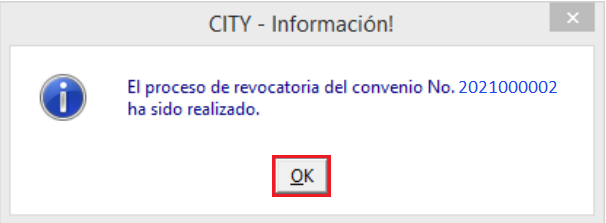 CITY - Información!
El proceso de revocatoria del convenio No. 2021000002
ha sido realizado.
OK